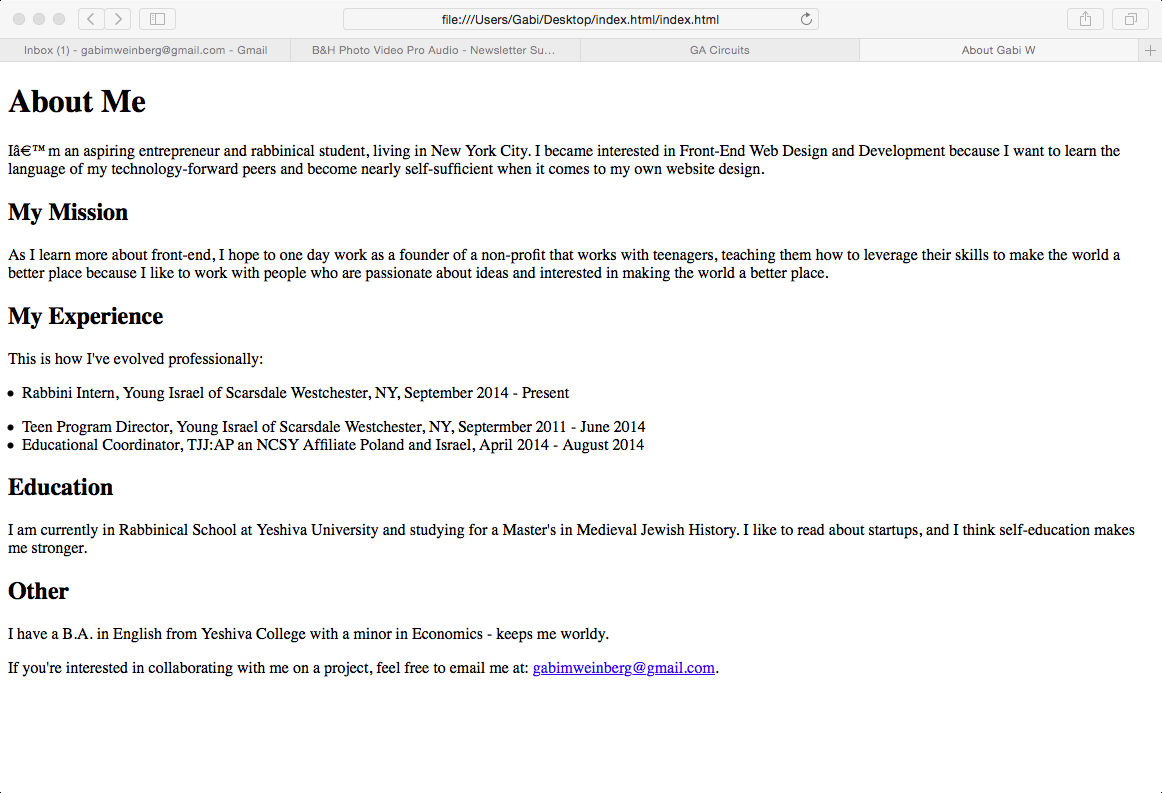 file:///Users/Gabi/Desktop/index.html/index.html
Inbox (1) - gabimweinberg@gmail.com - Gmail
B&H Photo Video Pro Audio - Newsletter Su...
GA Circuits
About Gabi W
About Me
Iâ€™m an aspiring entrepreneur and rabbinical student, living in New York City. I became interested in Front-End Web Design and Development because I want to learn the
language of my technology-forward peers and become nearly self-sufficient when it comes to my own website design.
My Mission
As I learn more about front-end, I hope to one day work as a founder of a non-profit that works with teenagers, teaching them how to leverage their skills to make the world a
better place because I like to work with people who are passionate about ideas and interested in making the world a better place.
My Experience
This is how I've evolved professionally:
• Rabbini Intern, Young Israel of Scarsdale Westchester, NY, September 2014 - Present
• Teen Program Director, Young Israel of Scarsdale Westchester, NY, Septermber 2011 - June 2014
• Educational Coordinator, TJJ:AP an NCSY Affiliate Poland and Israel, April 2014 - August 2014
Education
I am currently in Rabbinical School at Yeshiva University and studying for a Master's in Medieval Jewish History. I like to read about startups, and I think self-education makes
me stronger.
Other
I have a B.A. in English from Yeshiva College with a minor in Economics - keeps me worldy.
If you're interested in collaborating with me on a project, feel free to email me at: gabimweinberg@gmail.com.